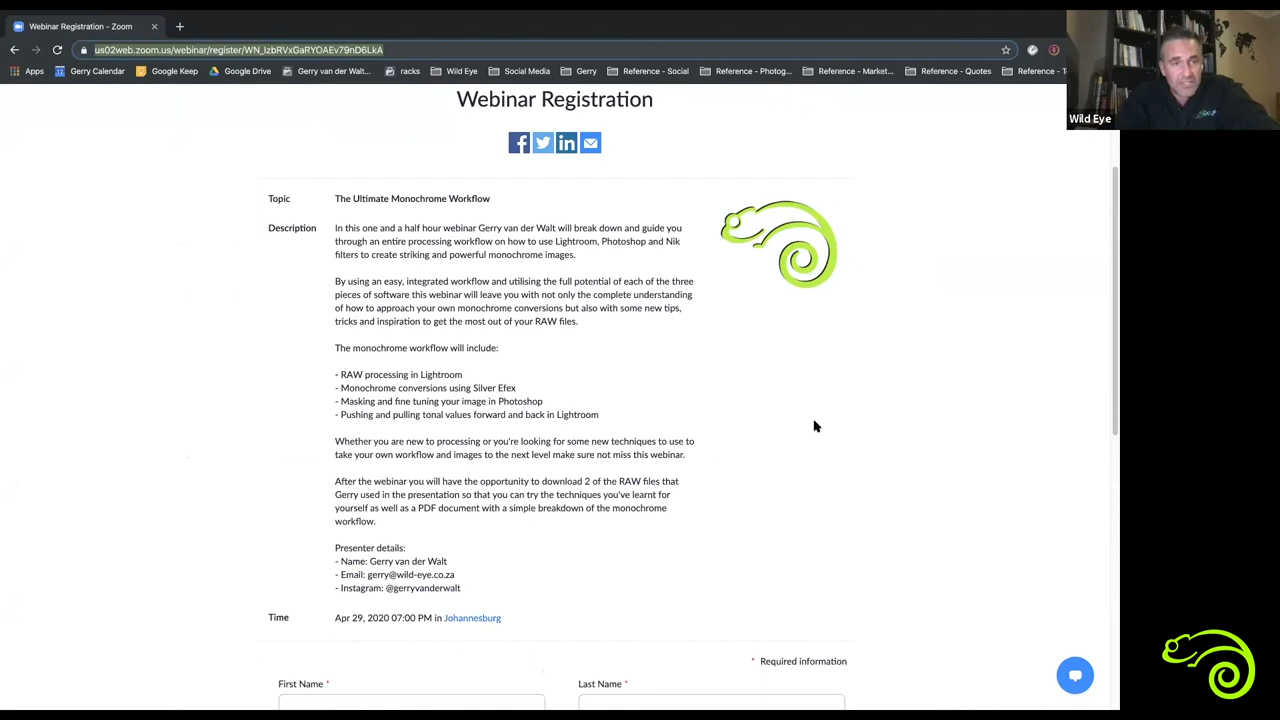 Webinar Registration - Zoom
us02web.zoom.us/webinar/register/WN_IzbRVxGaRYOAEv79nD6LkA
Apps Gerry Calendar Google Keep Google Drive Gerry van der Walt... racks Wild Eye Social Media Gerry Reference - Social Reference - Photog... Reference - Market... Reference - Quotes Reference - T
Wild Eye
Webinar Registration
Topic The Ultimate Monochrome Workflow
Description In this one and a half hour webinar Gerry van der Walt will break down and guide you
through an entire processing workflow on how to use Lightroom, Photoshop and Nik
filters to create striking and powerful monochrome images.
By using an easy, integrated workflow and utilising the full potential of each of the three
pieces of software this webinar will leave you with not only the complete understanding
of how to approach your own monochrome conversions but also with some new tips,
tricks and inspiration to get the most out of your RAW files.
The monochrome workflow will include:
- RAW processing in Lightroom
- Monochrome conversions using Silver Efex
- Masking and fine tuning your image in Photoshop
- Pushing and pulling tonal values forward and back in Lightroom
Whether you are new to processing or you're looking for some new techniques to use to
take your own workflow and images to the next level make sure not miss this webinar.
After the webinar you will have the opportunity to download 2 of the RAW files that
Gerry used in the presentation so that you can try the techniques you've learnt for
yourself as well as a PDF document with a simple breakdown of the monochrome
workflow.
Presenter details:
- Name: Gerry van der Walt
- Email: gerry@wild-eye.co.za
- Instagram: @gerryvanderwalt
Time Apr 29, 2020 07:00 PM in Johannesburg
* Required information
First Name * Last Name *